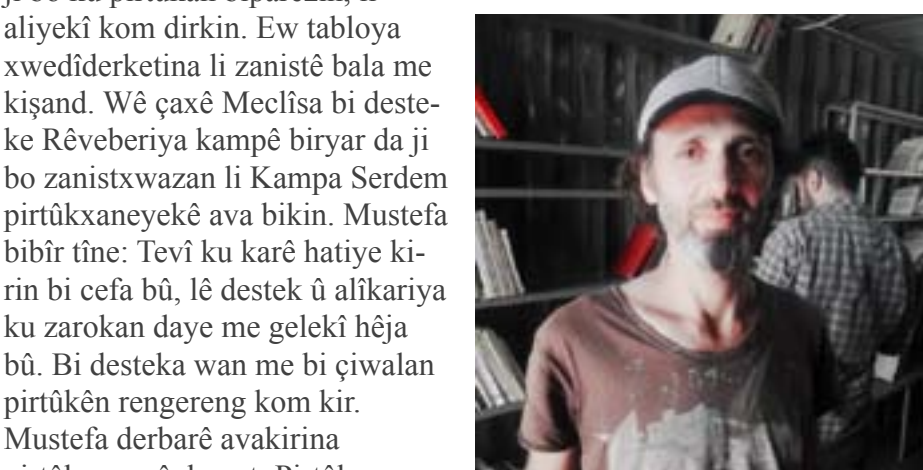 aliyekî kom dirkin. Ew tabloya
xwedîderketina li zanistê bala me
kişand. Wê çaxê Meclîsa bi deste-
ke Rêveberiya kampê biryar da ji
bo zanistxwazan li Kampa Serdem
pirtûkxaneyekê ava bikin. Mustefa
bibîr tîne: Tevî ku karê hatiye ki-
rin bi cefa bû, lê destek û alîkariya
ku zarokan daye me gelekî hêja
bû. Bi desteka wan me bi çiwalan
pirtûkên rengereng kom kir.
Mustefa derbarê avakirina